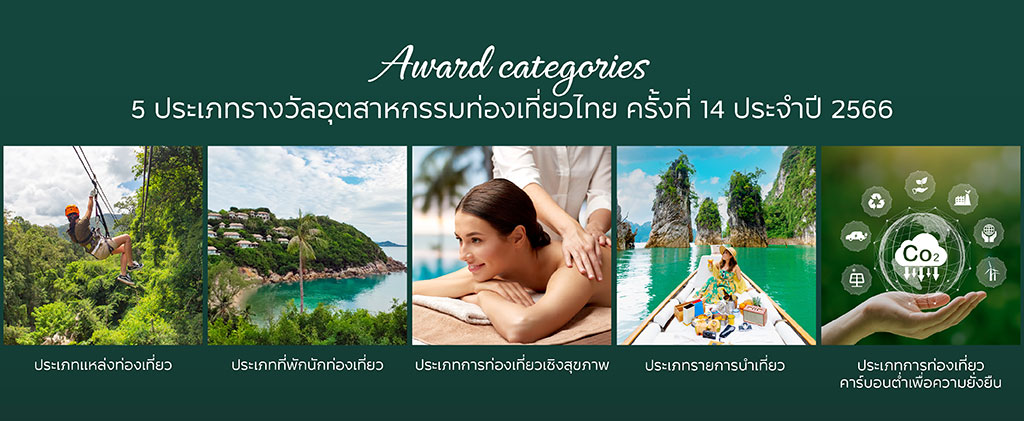 Award categories
5 ประเภทรางวัลอุตสาหกรรมท่องเที่ยวไทย ครั้งที่ 14 ประจำปี 2566
Co2
ประเภทแหล่งท่องเที่ยว
ประเภทที่พักนักท่องเที่ยว
ประเภทการท่องเที่ยวเชิงสุขภาพ
ประเภทรายการนำเที่ยว
ประเภทการท่องเที่ยว
คาร์บอนต่ำเพื่อความยั่งยืน